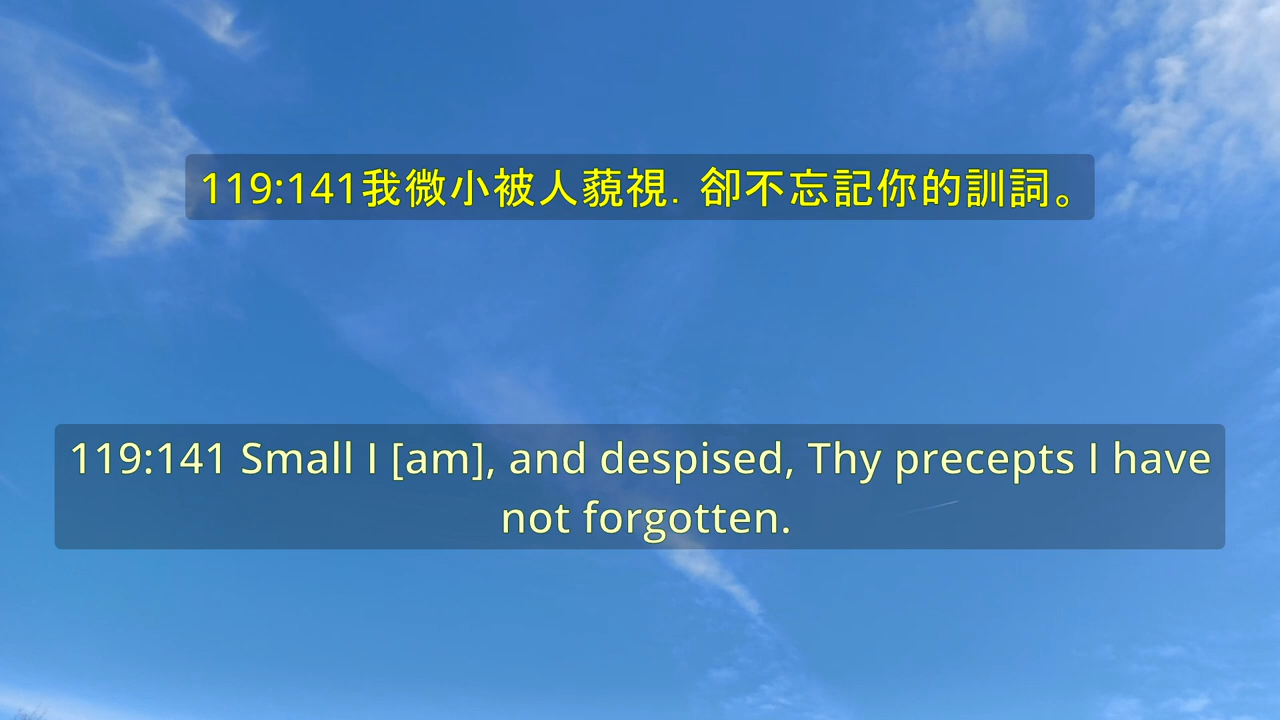 119:141我微小被人藐視. 卻不忘記你的訓詞。
119:141 Small I [am], and despised, Thy precepts I have
not forgotten.